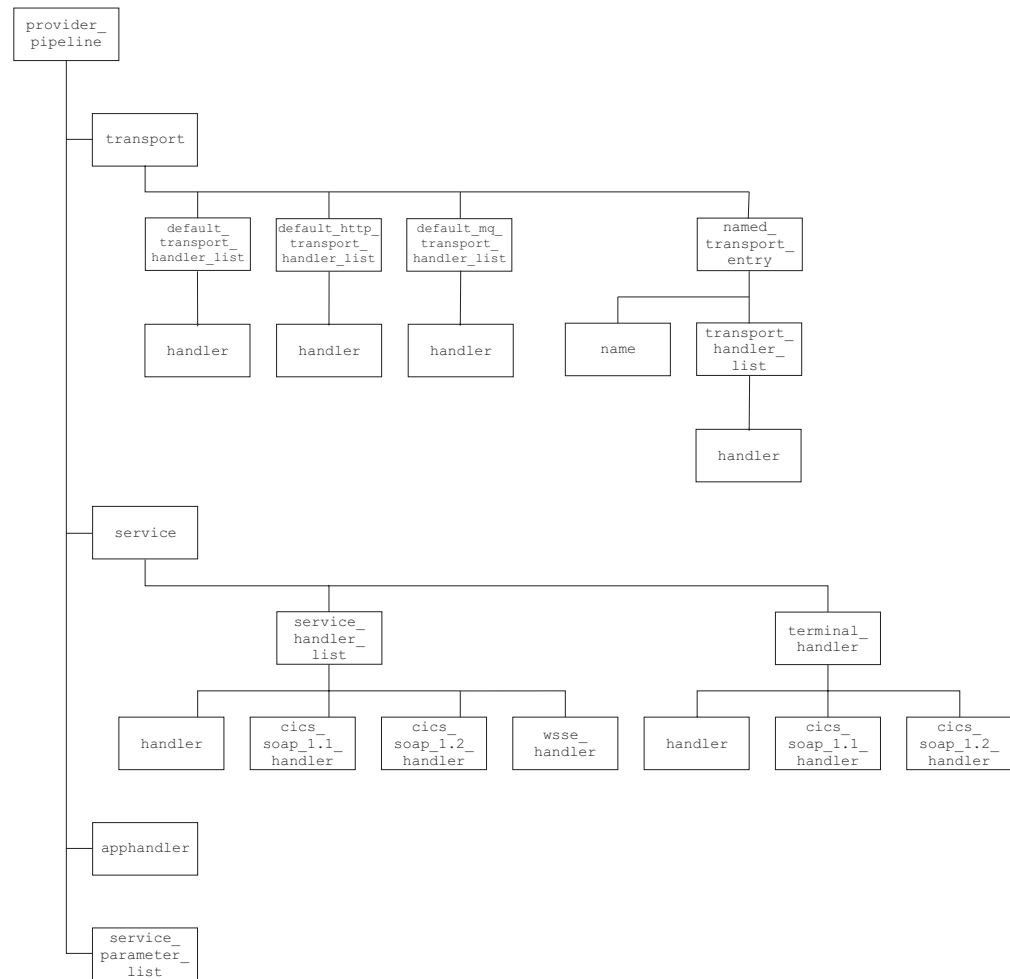 provider_
pipeline
transport
default_
transport_
handler_list
default_http_
transport_
handler_list
default_mq_
transport_
handler_list
named_
transport_
entry
handler
handler
handler
name
transport_
handler_
list
handler
service
service_
handler_
list
terminal_
handler
handler
cics_
soap_1.1_
handler
cics_
soap_1.2_
handler
wsse_
handler
handler
cics_
soap_1.1_
handler
cics_
soap_1.2_
handler
apphandler
service_
parameter_
list